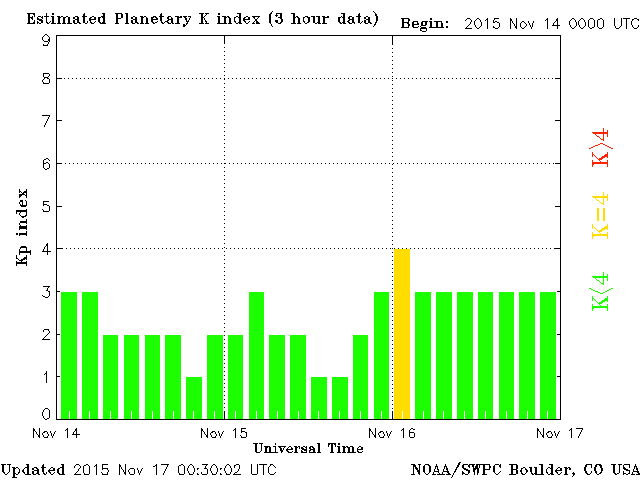 Estimated Planetary K index (3 hour data)
Begin: 2015 Nov 14 0000 UTC
9
8
7
6
5
4
3
2
1
0
Kp index
K>4
K=4
K<4
Nov 14
Nov 15
Nov 16
Nov 17
Universal Time
Updated 2015 Nov 17 00:30:02 UTC
NOAA/SWPC Boulder, CO USA